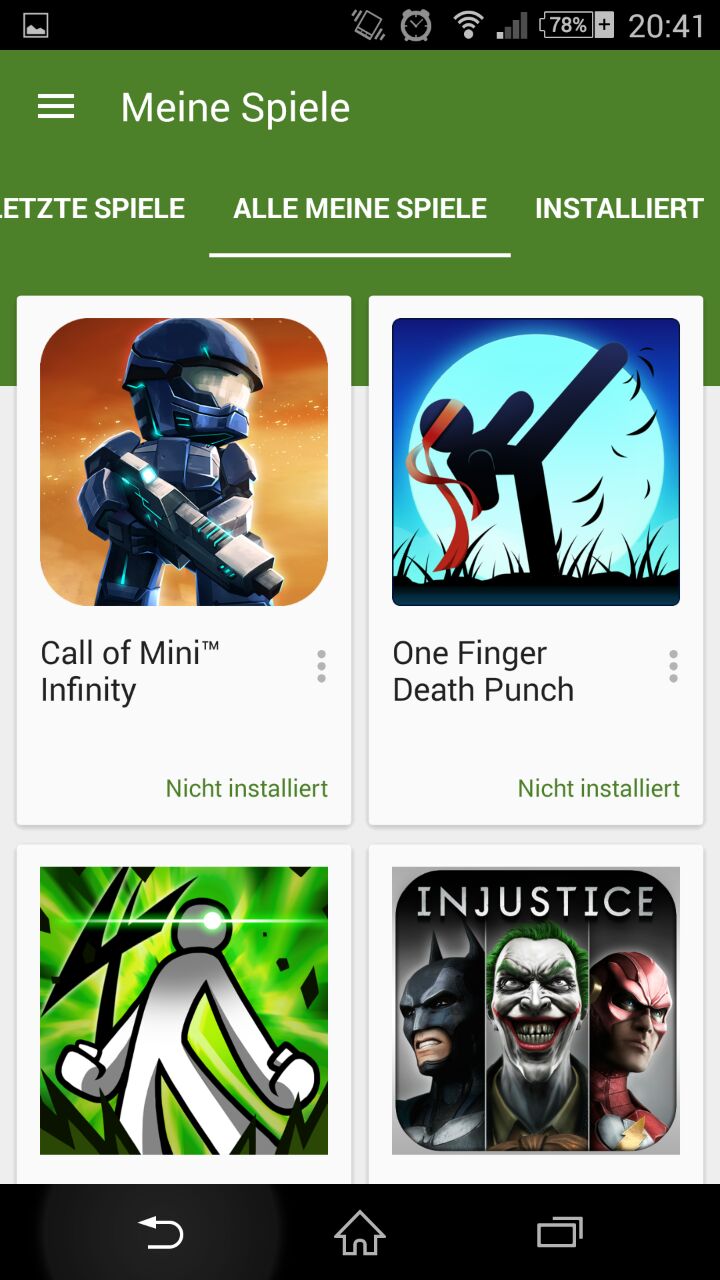 78%
20:41
Meine Spiele
LETZTE SPIELE
ALLE MEINE SPIELE
INSTALLIERT
Call of Mini™
Infinity
One Finger
Death Punch
Nicht installiert
Nicht installiert
INJUSTICE